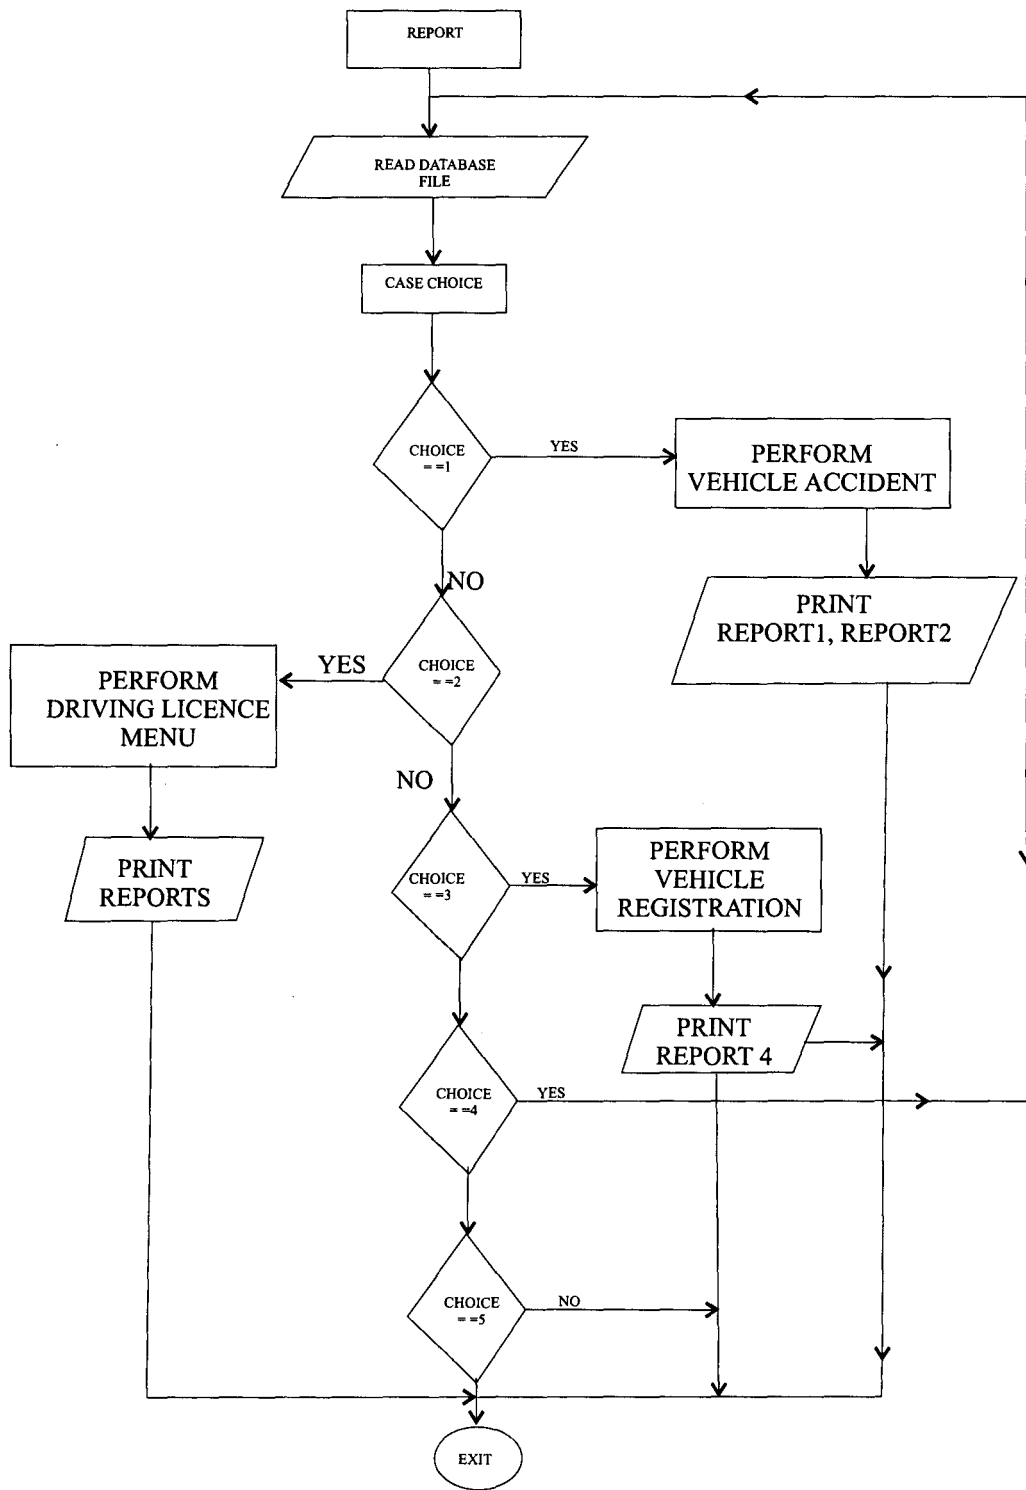 REPORT
READ DATABASE
FILE
CASE CHOICE
CHOICE
= =1
YES
PERFORM
VEHICLE ACCIDENT
NO
PRINT
REPORT1, REPORT2
CHOICE
= =2
YES
PERFORM
DRIVING LICENCE
MENU
NO
PRINT
REPORTS
CHOICE
= =3
YES
PERFORM
VEHICLE
REGISTRATION
PRINT
REPORT 4
CHOICE
= =4
YES
CHOICE
= =5
NO
EXIT